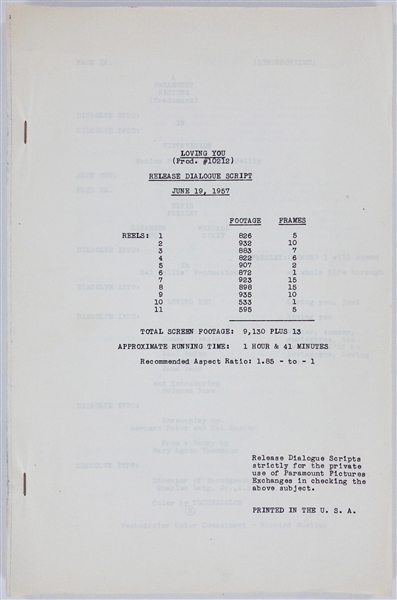 LOVING YOU
(Prod. #10212)
RELEASE DIALOGUE SCRIPT
JUNE 19, 1957
FOOTAGE FRAMES
REELS: 1 826 5
2 932 10
3 883 7
4 822 6
5 907 2
6 872 1
7 923 15
8 898 15
9 935 10
10 533 1
11 595 5
TOTAL SCREEN FOOTAGE: 9,130 PLUS 13
APPROXIMATE RUNNING TIME: 1 HOUR & 41 MINUTES
Recommended Aspect Ratio: 1.85 - to - 1
Release Dialogue Scripts
strictly for the private
use of Paramount Pictures
Exchanges in checking the
above subject.
PRINTED IN THE U. S. A.